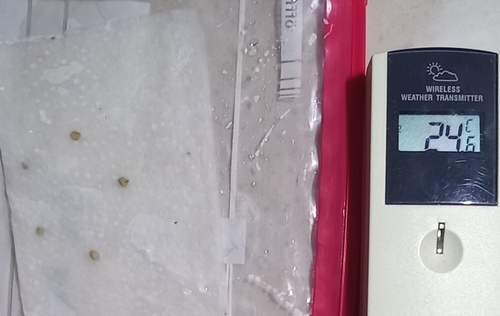 WIRELESS
WEATHER TRANSMITTER
24.6 C